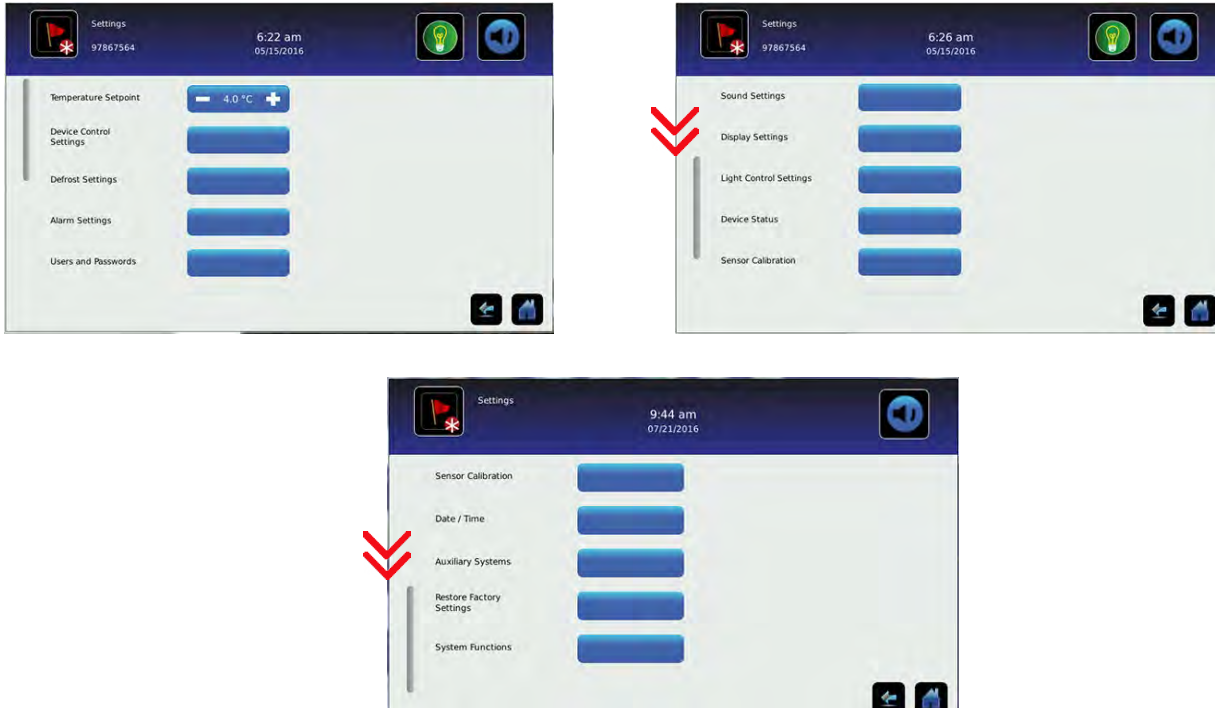 Settings
97867564
6:22 am
05/15/2016
Temperature Setpoint
4.0 °C
Device Control
Settings
Defrost Settings
Alarm Settings
Users and Passwords
Settings
97867564
6:26 am
05/15/2016
Sound Settings
Display Settings
Light Control Settings
Device Status
Sensor Calibration
Settings
9:44 am
07/21/2016
Sensor Calibration
Date / Time
Auxiliary Systems
Restore Factory
Settings
System Functions